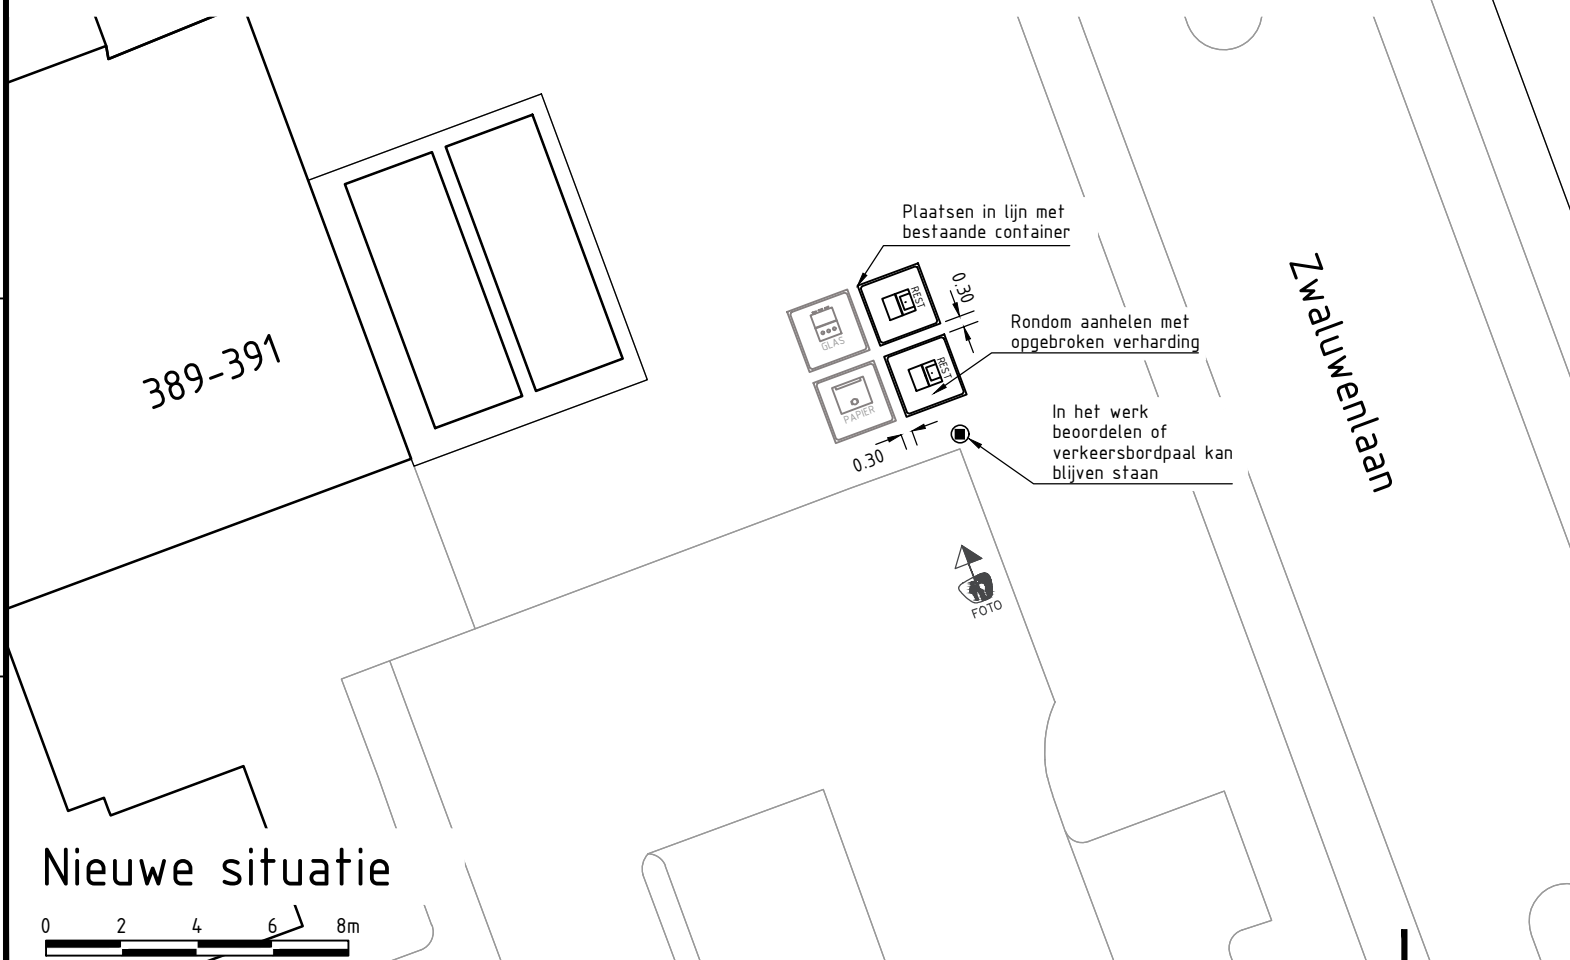 Plaatsen in lijn met
bestaande container
0.30
REST
GLAS
Rondom aanhelen met
opgebroken verharding
REST
PAPIER
0.30
In het werk
beoordelen of
verkeersbordpaal kan
blijven staan
Zwaluwenlaan
389-391
FOTO
Nieuwe situatie
0 2 4 6 8m